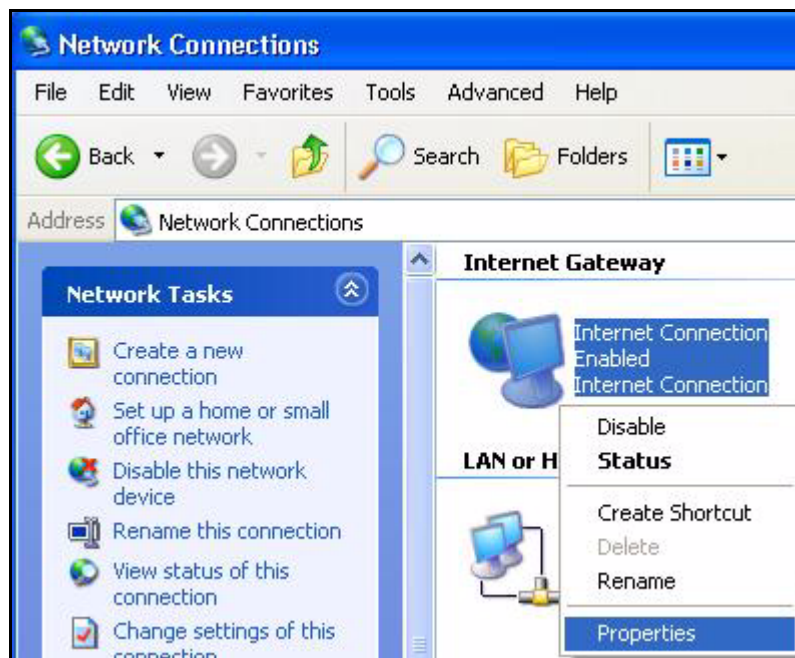 Network Connections
File Edit View Favorites Tools Advanced Help
Back Search Folders
Address Network Connections
Network Tasks
Create a new
connection
Set up a home or small
office network
Disable this network
device
Rename this connection
View status of this
connection
Change settings of this
connection
Internet Gateway
Internet Connection
Enabled
Internet Connection
LAN or H
Disable
Status
Create Shortcut
Delete
Rename
Properties